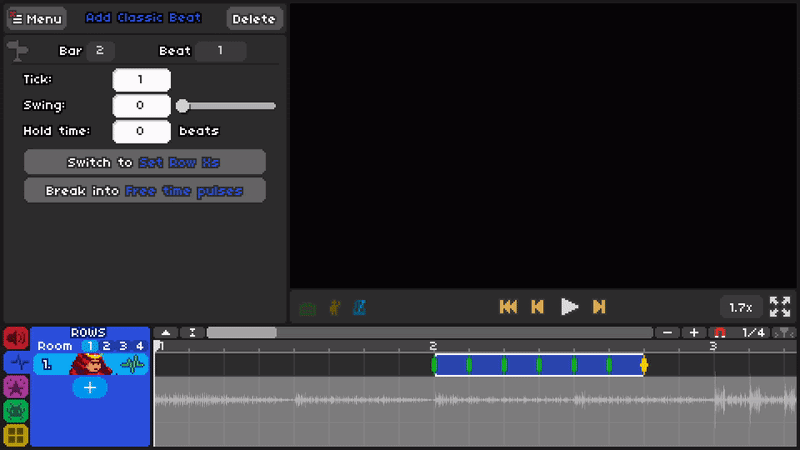 Menu Add Classic Beat Delete
Bar 2 Beat 1
Tick: 1
Swing: 0
Hold time: 0 beats
Switch to Set Row Xs
Break into Free time pulses
1.7x
ROWS
Room 1 2 3 4
1.
+
- + 1/4
1 2 3